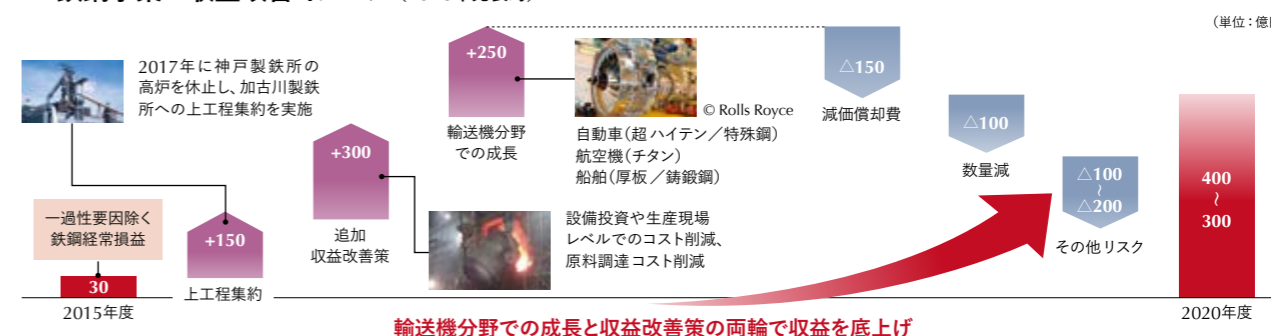 （単位：億
2017年に神戸製鉄所の
高炉を休止し、加古川製鉄
所への上工程集約を実施
一過性要因除く
鉄鋼経常損益
30
2015年度
+150
上工程集約
+300
追加
収益改善策
設備投資や生産現場
レベルでのコスト削減、
原料調達コスト削減
+250
輸送機分野
での成長
© Rolls Royce
自動車（超ハイテン／特殊鋼）
航空機（チタン）
船舶（厚板／鋳鍛鋼）
△150
減価償却費
△100
数量減
△100
〜
△200
その他リスク
400
〜
300
2020年度
輸送機分野での成長と収益改善策の両輪で収益を底上げ